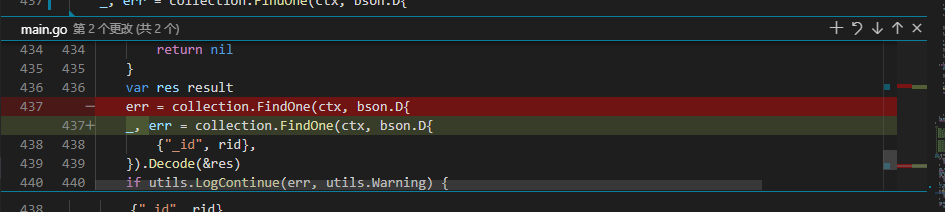 437 _, err = collection.FindOne(ctx, bson.D{
main.go 第 2 个更改 (共 2 个)
434 434 return nil
435 435 }
436 436 var res result
437 — err = collection.FindOne(ctx, bson.D{
437+ _, err = collection.FindOne(ctx, bson.D{
438 438 {"_id", rid},
439 439 }).Decode(&res)
440 440 if utils.LogContinue(err, utils.Warning) {
438 {"_id", rid}